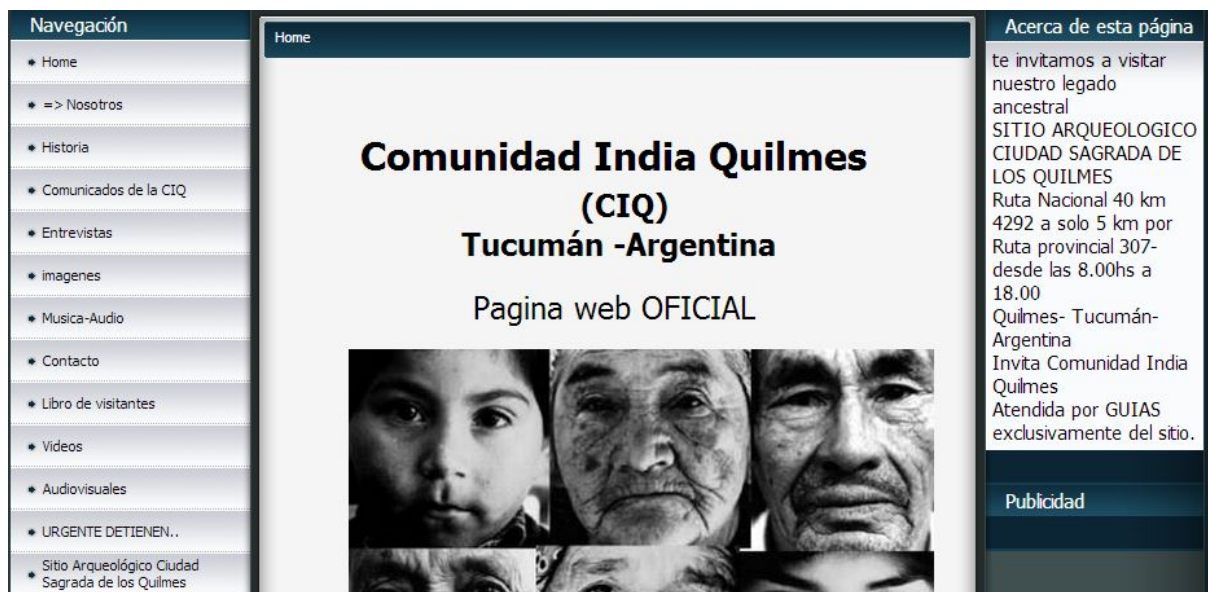 Navegación
Home
=> Nosotros
Historia
Comunicados de la CIQ
Entrevistas
imagenes
Musica-Audio
Contacto
Libro de visitantes
Videos
Audiovisuales
URGENTE DETIENEN..
Sitio Arqueológico Ciudad
Sagrada de los Quilmes
Home
Comunidad India Quilmes
(CIQ)
Tucumán -Argentina
Pagina web OFICIAL
Acerca de esta página
te invitamos a visitar
nuestro legado
ancestral
SITIO ARQUEOLOGICO
CIUDAD SAGRADA DE
LOS QUILMES
Ruta Nacional 40 km
4292 a solo 5 km por
Ruta provincial 307-
desde las 8.00hs a
18.00
Quilmes- Tucumán-
Argentina
Invita Comunidad India
Quilmes
Atendida por GUIAS
exclusivamente del sitio.
Publicidad